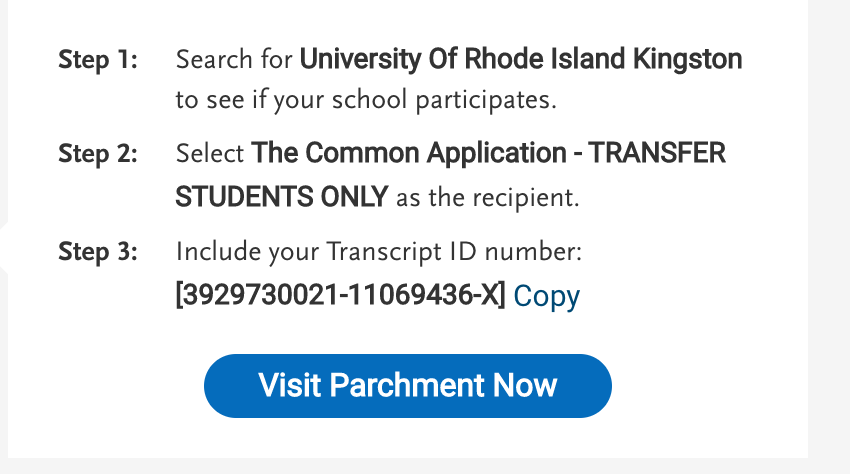 Step 1: Search for University Of Rhode Island Kingston
to see if your school participates.
Step 2: Select The Common Application - TRANSFER
STUDENTS ONLY as the recipient.
Step 3: Include your Transcript ID number:
[3929730021-11069436-X] Copy
Visit Parchment Now